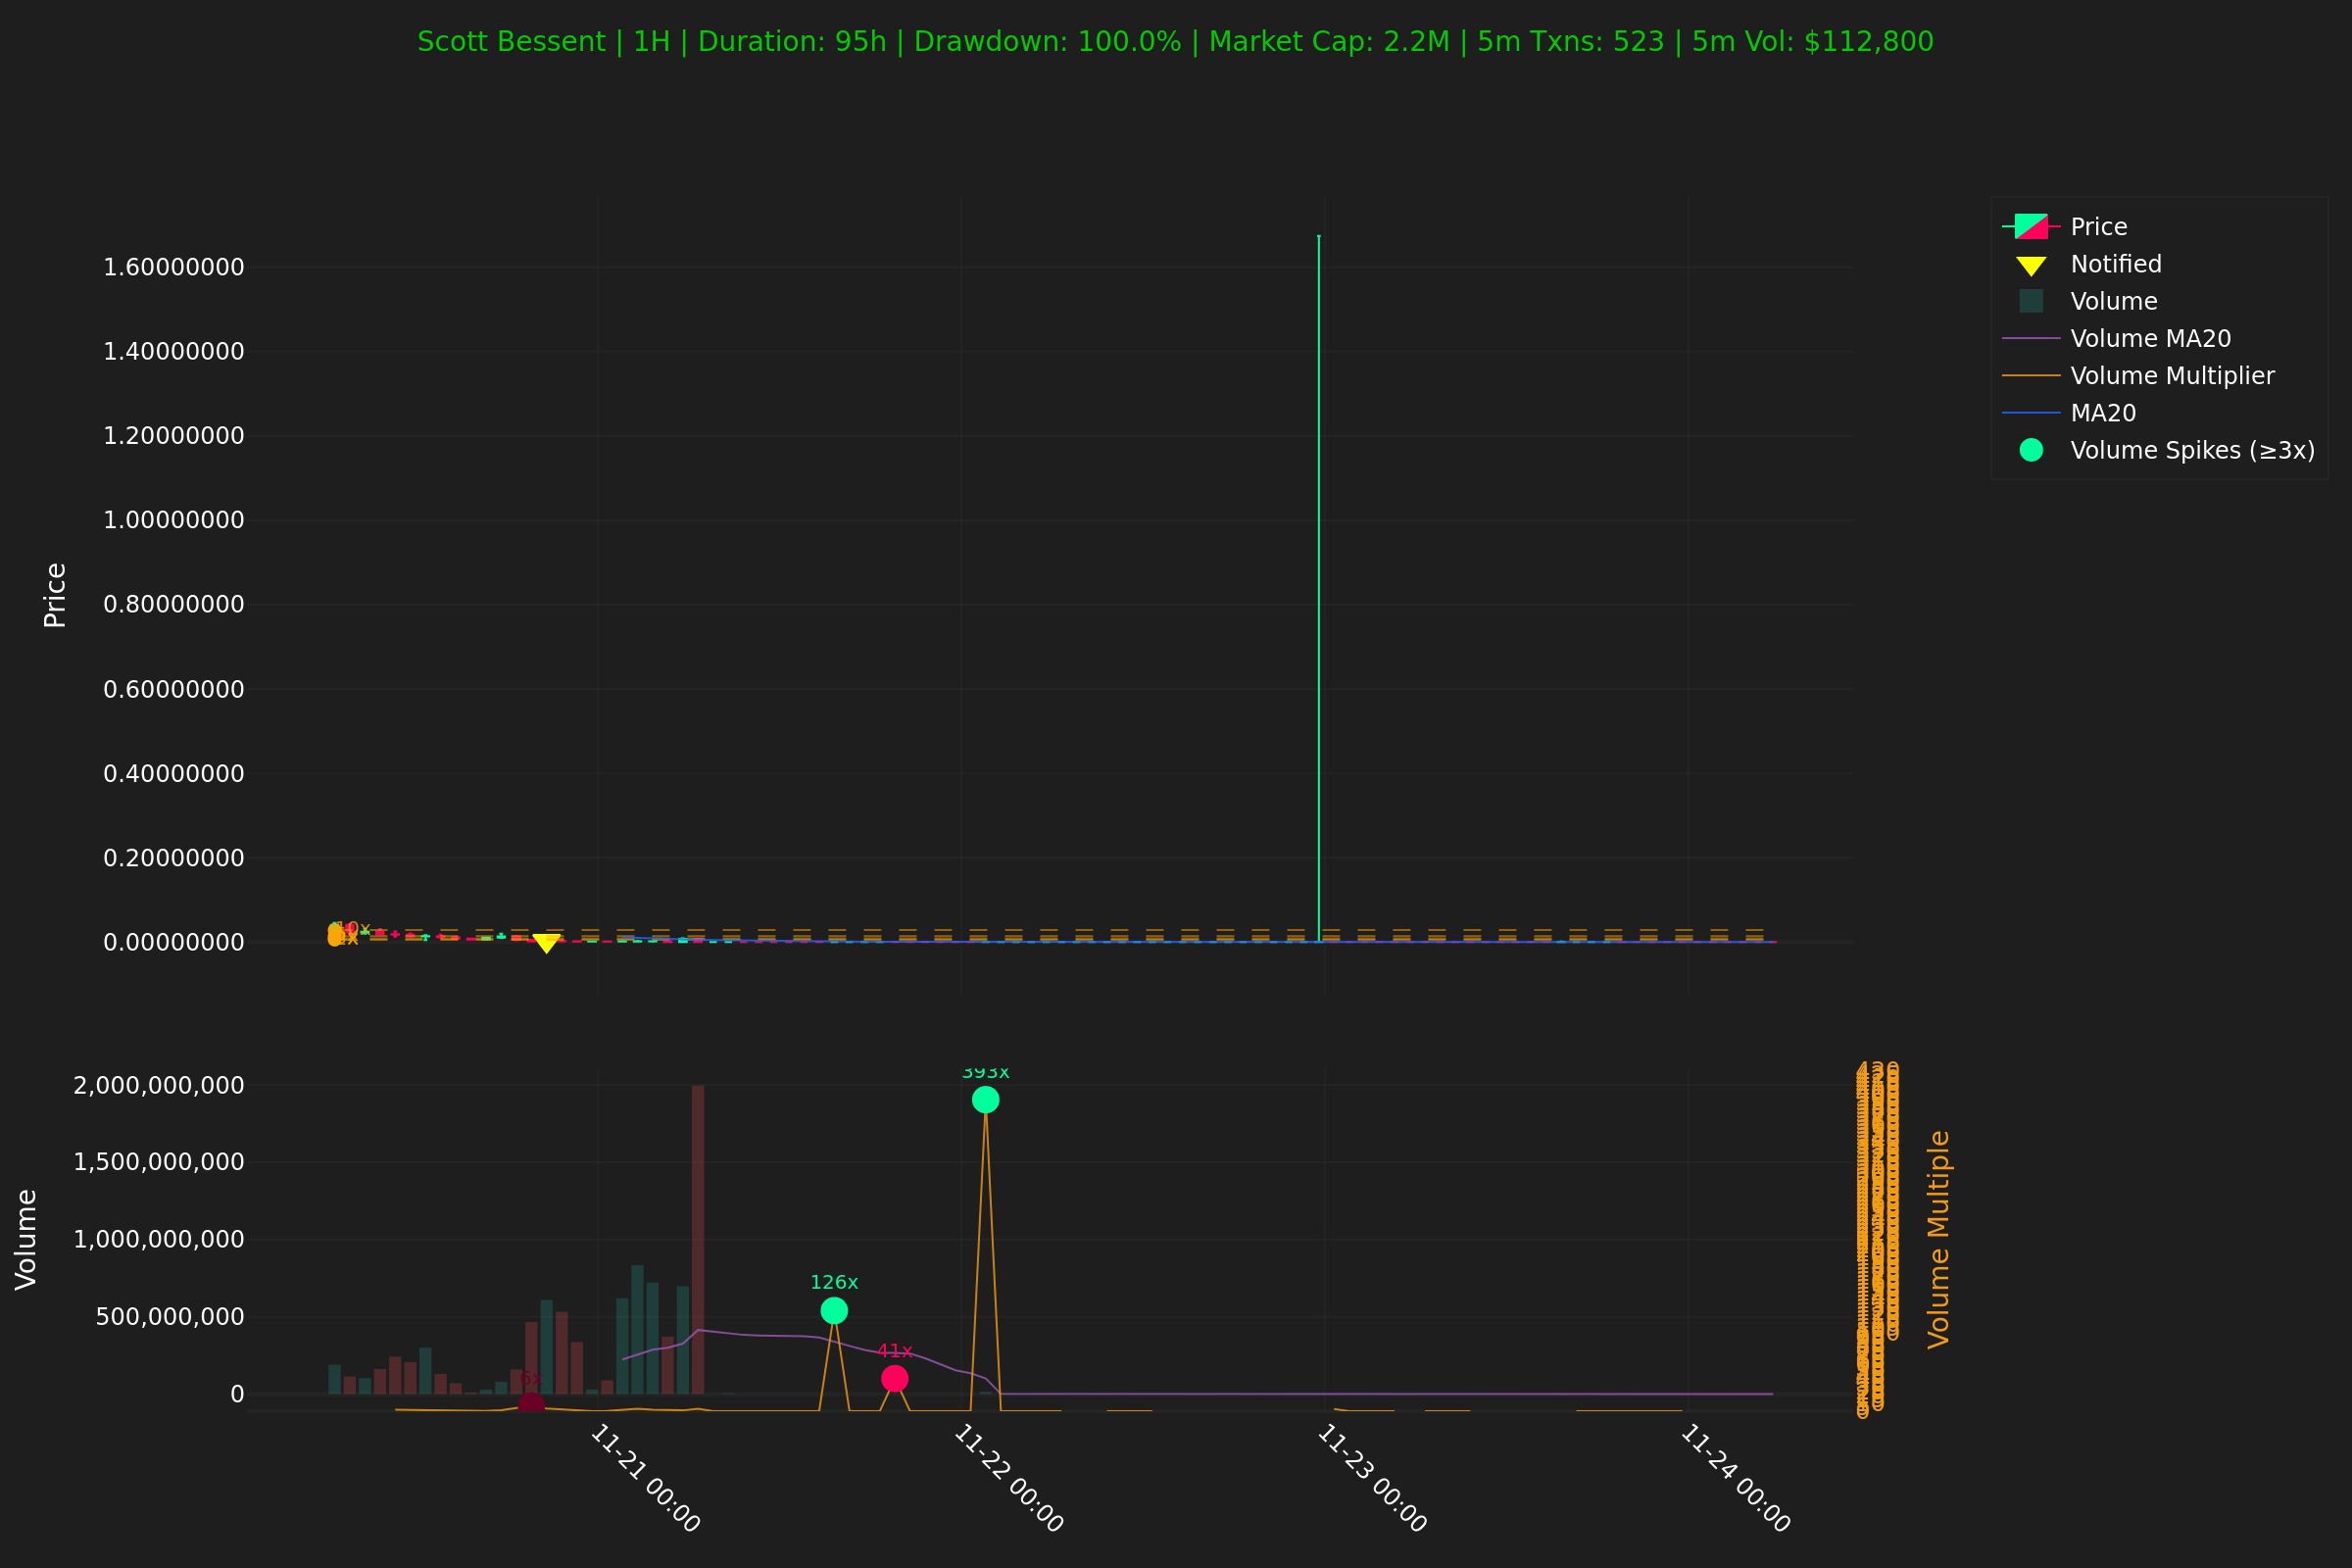 Scott Bessent | 1H | Duration: 95h | Drawdown: 100.0% | Market Cap: 2.2M | 5m Txns: 523 | 5m Vol: $112,800
Price
Notified
Volume
Volume MA20
Volume Multiplier
MA20
Volume Spikes (≥3x)
Price
1.60000000
1.40000000
1.20000000
1.00000000
0.80000000
0.60000000
0.40000000
0.20000000
0.00000000
10x
Volume
2,000,000,000
1,500,000,000
1,000,000,000
500,000,000
0
393x
126x
41x
6x
Volume Multiple
11-21 00:00
11-22 00:00
11-23 00:00
11-24 00:00